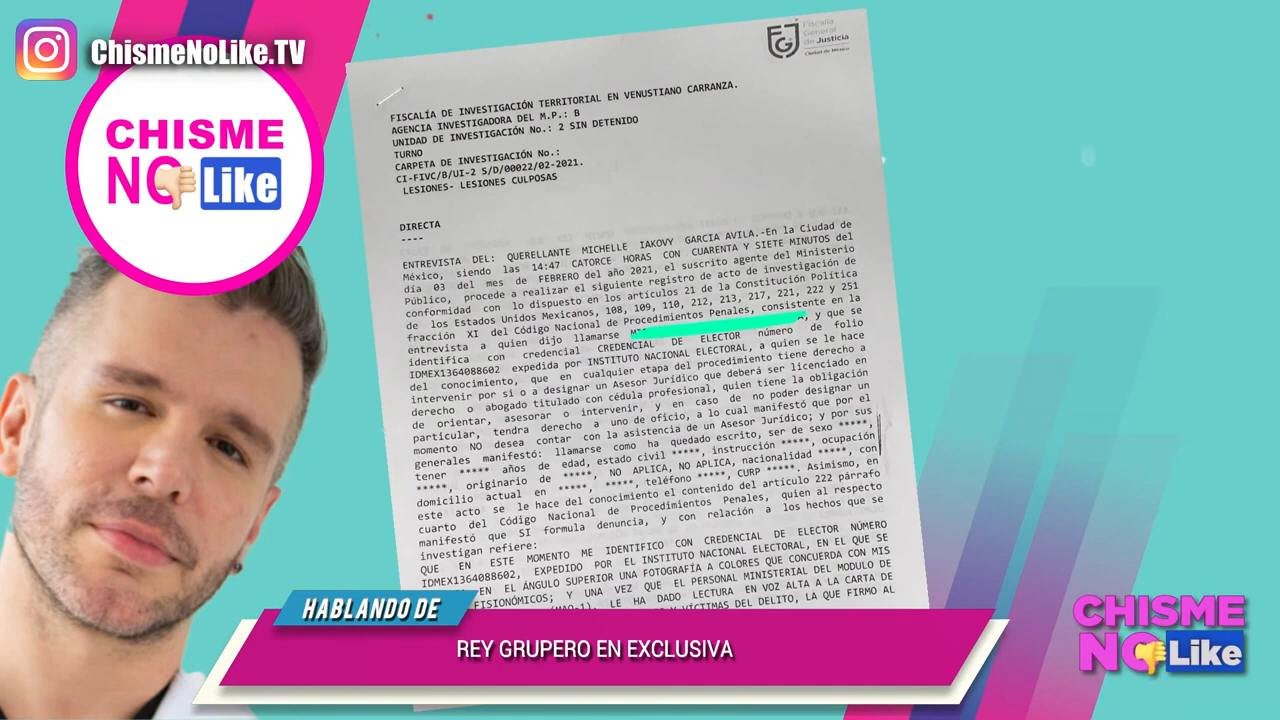 ChismeNoLike.TV
CHISME
NO Like
Fiscalía
General
de Justicia
Ciudad de México
FISCALÍA DE INVESTIGACIÓN TERRITORIAL EN VENUSTIANO CARRANZA.
AGENCIA INVESTIGADORA DEL M.P.: B
UNIDAD DE INVESTIGACIÓN No.: 2 SIN DETENIDO
TURNO
CARPETA DE INVESTIGACIÓN No.:
CI-FIVC/B/UI-2 S/D/00022/02-2021.
LESIONES- LESIONES CULPOSAS
DIRECTA
----
ENTREVISTA DEL: QUERELLANTE MICHELLE IAKOVY GARCIA AVILA.-En la Ciudad de
México, siendo las 14:47 CATORCE HORAS CON CUARENTA Y SIETE MINUTOS del
día 03 del mes de FEBRERO del año 2021, el suscrito agente del Ministerio
Público, procede a realizar el siguiente registro de acto de investigación de
conformidad con lo dispuesto en los artículos 21 de la Constitución Política
de los Estados Unidos Mexicanos, 108, 109, 110, 212, 213, 217, 221, 222 y 251
fracción XI del Código Nacional de Procedimientos Penales, consistente en la
entrevista a quien dijo llamarse , y que se
identifica con credencial CREDENCIAL DE ELECTOR número de folio
IDMEX1364088602 expedida por INSTITUTO NACIONAL ELECTORAL, a quien se le hace
del conocimiento, que en cualquier etapa del procedimiento tiene derecho a
intervenir por si o a designar un Asesor Jurídico que deberá ser licenciado en
derecho o abogado titulado con cédula profesional, quien tiene la obligación
de orientar, asesorar o intervenir, y en caso de no poder designar un
particular, tendra derecho a uno de oficio, a lo cual manifestó que por el
momento NO desea contar con la asistencia de un Asesor Jurídico; y por sus
generales manifestó: llamarse como ha quedado escrito, ser de sexo *****,
tener ***** años de edad, estado civil *****, instrucción *****, ocupación
*****, originario de *****, NO APLICA, NO APLICA, nacionalidad *****, con
domicilio actual en *****, *****, teléfono *****, CURP *****. Asimismo, en
este acto se le hace del conocimiento el contenido del artículo 222 párrafo
cuarto del Código Nacional de Procedimientos Penales, quien al respecto
manifestó que SI formula denuncia, y con relación a los hechos que se
investigan refiere:
QUE EN ESTE MOMENTO ME IDENTIFICO CON CREDENCIAL DE ELECTOR NÚMERO
IDMEX1364088602, EXPEDIDO POR EL INSTITUTO NACIONAL ELECTORAL, EN EL QUE SE
EN EL ÁNGULO SUPERIOR UNA FOTOGRAFÍA A COLORES QUE CONCUERDA CON MIS
FISIONÓMICOS; Y UNA VEZ QUE EL PERSONAL MINISTERIAL DEL MODULO DE
(MAO-1), LE HA DADO LECTURA EN VOZ ALTA A LA CARTA DE
VÍCTIMAS DEL DELITO, LA QUE FIRMO AL
HABLANDO DE
REY GRUPERO EN EXCLUSIVA
CHISME
NO Like